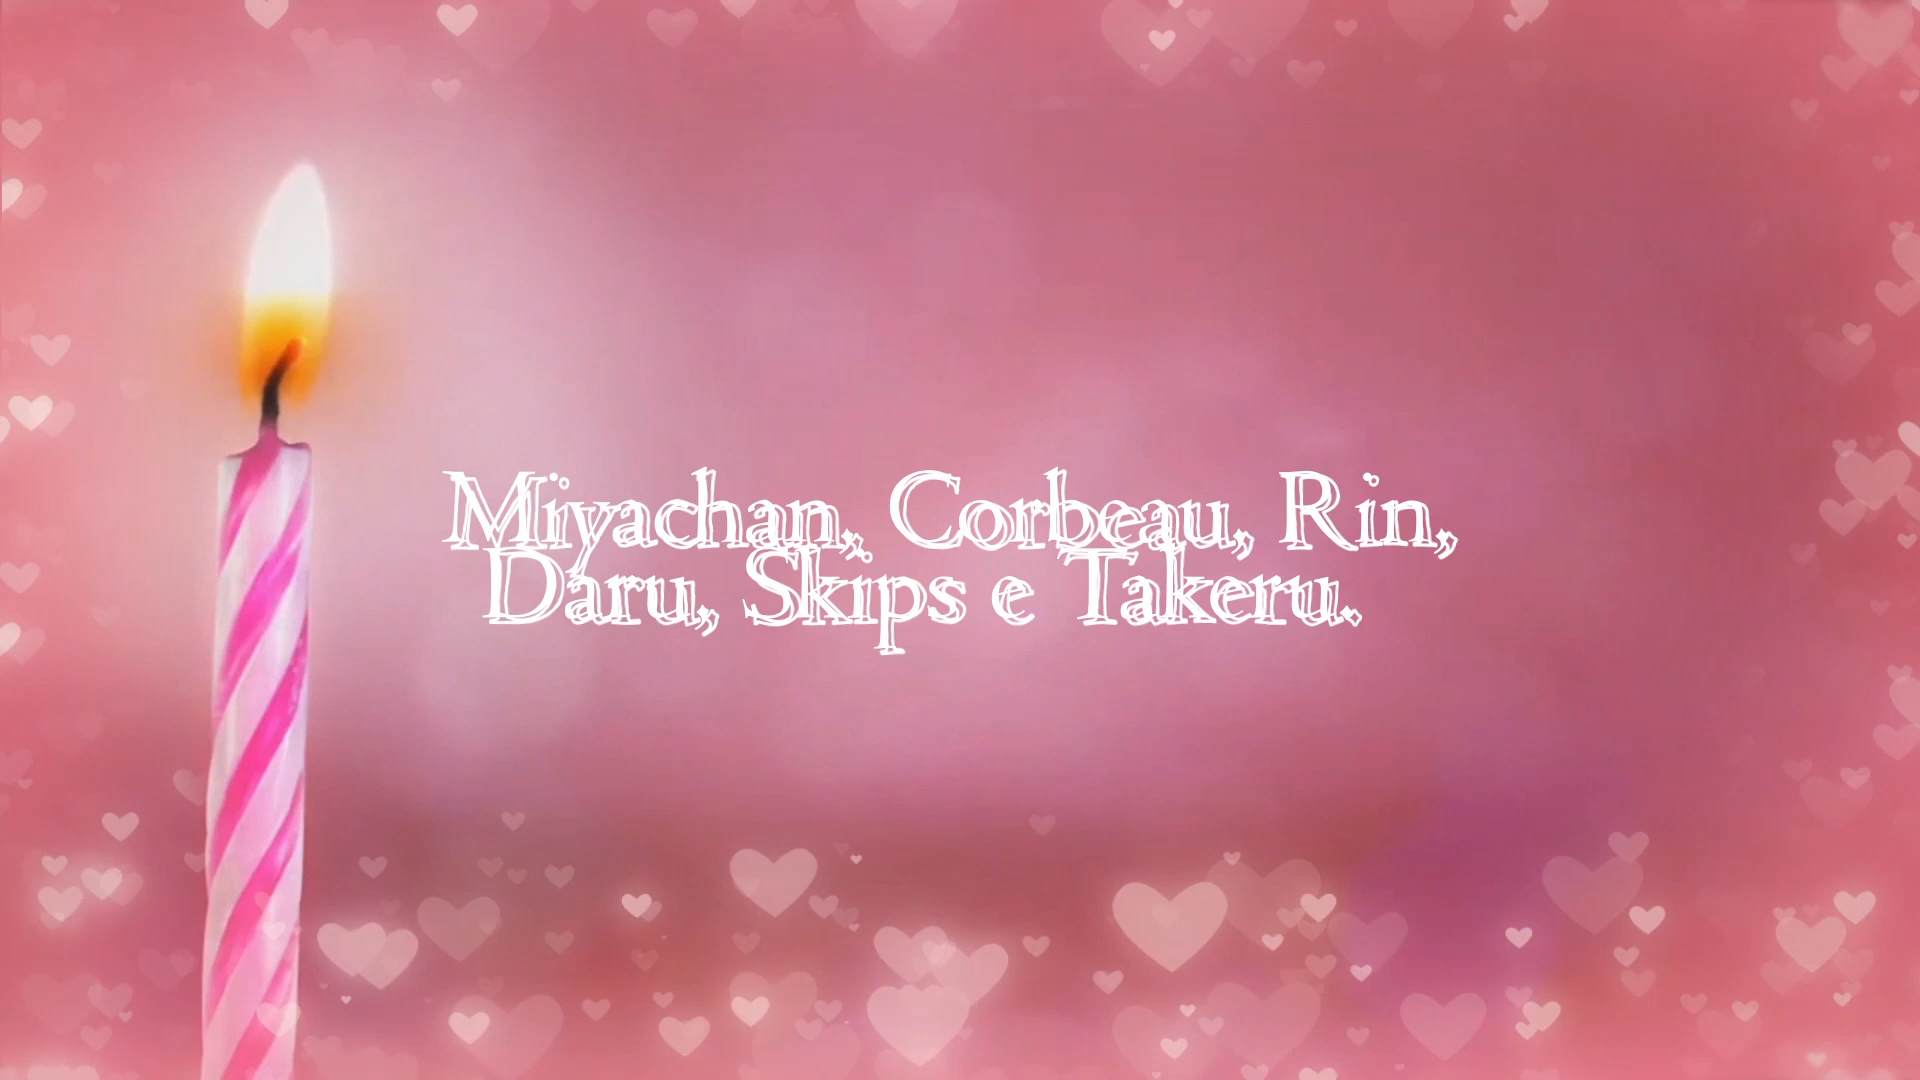 Miyachan, Corbeau, Rin,
Daru, Skips e Takeru.